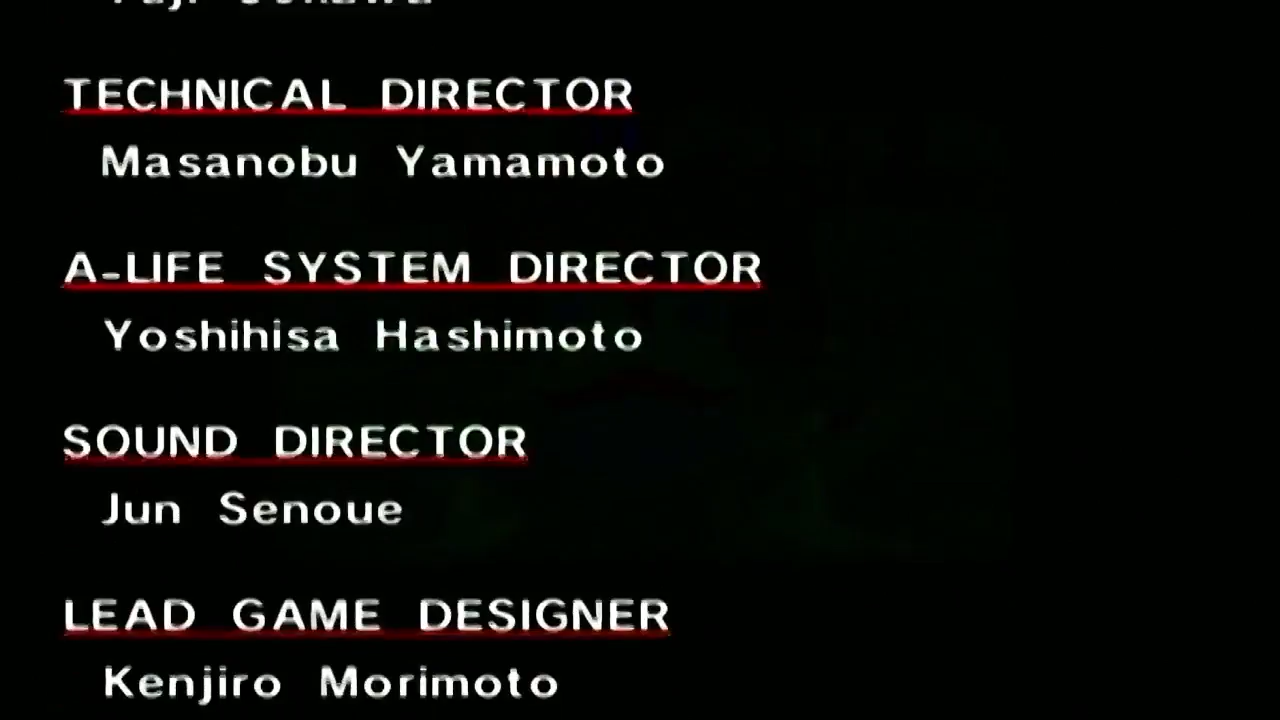 TECHNICAL DIRECTOR
Masanobu Yamamoto
A-LIFE SYSTEM DIRECTOR
Yoshihisa Hashimoto
SOUND DIRECTOR
Jun Senoue
LEAD GAME DESIGNER
Kenjiro Morimoto